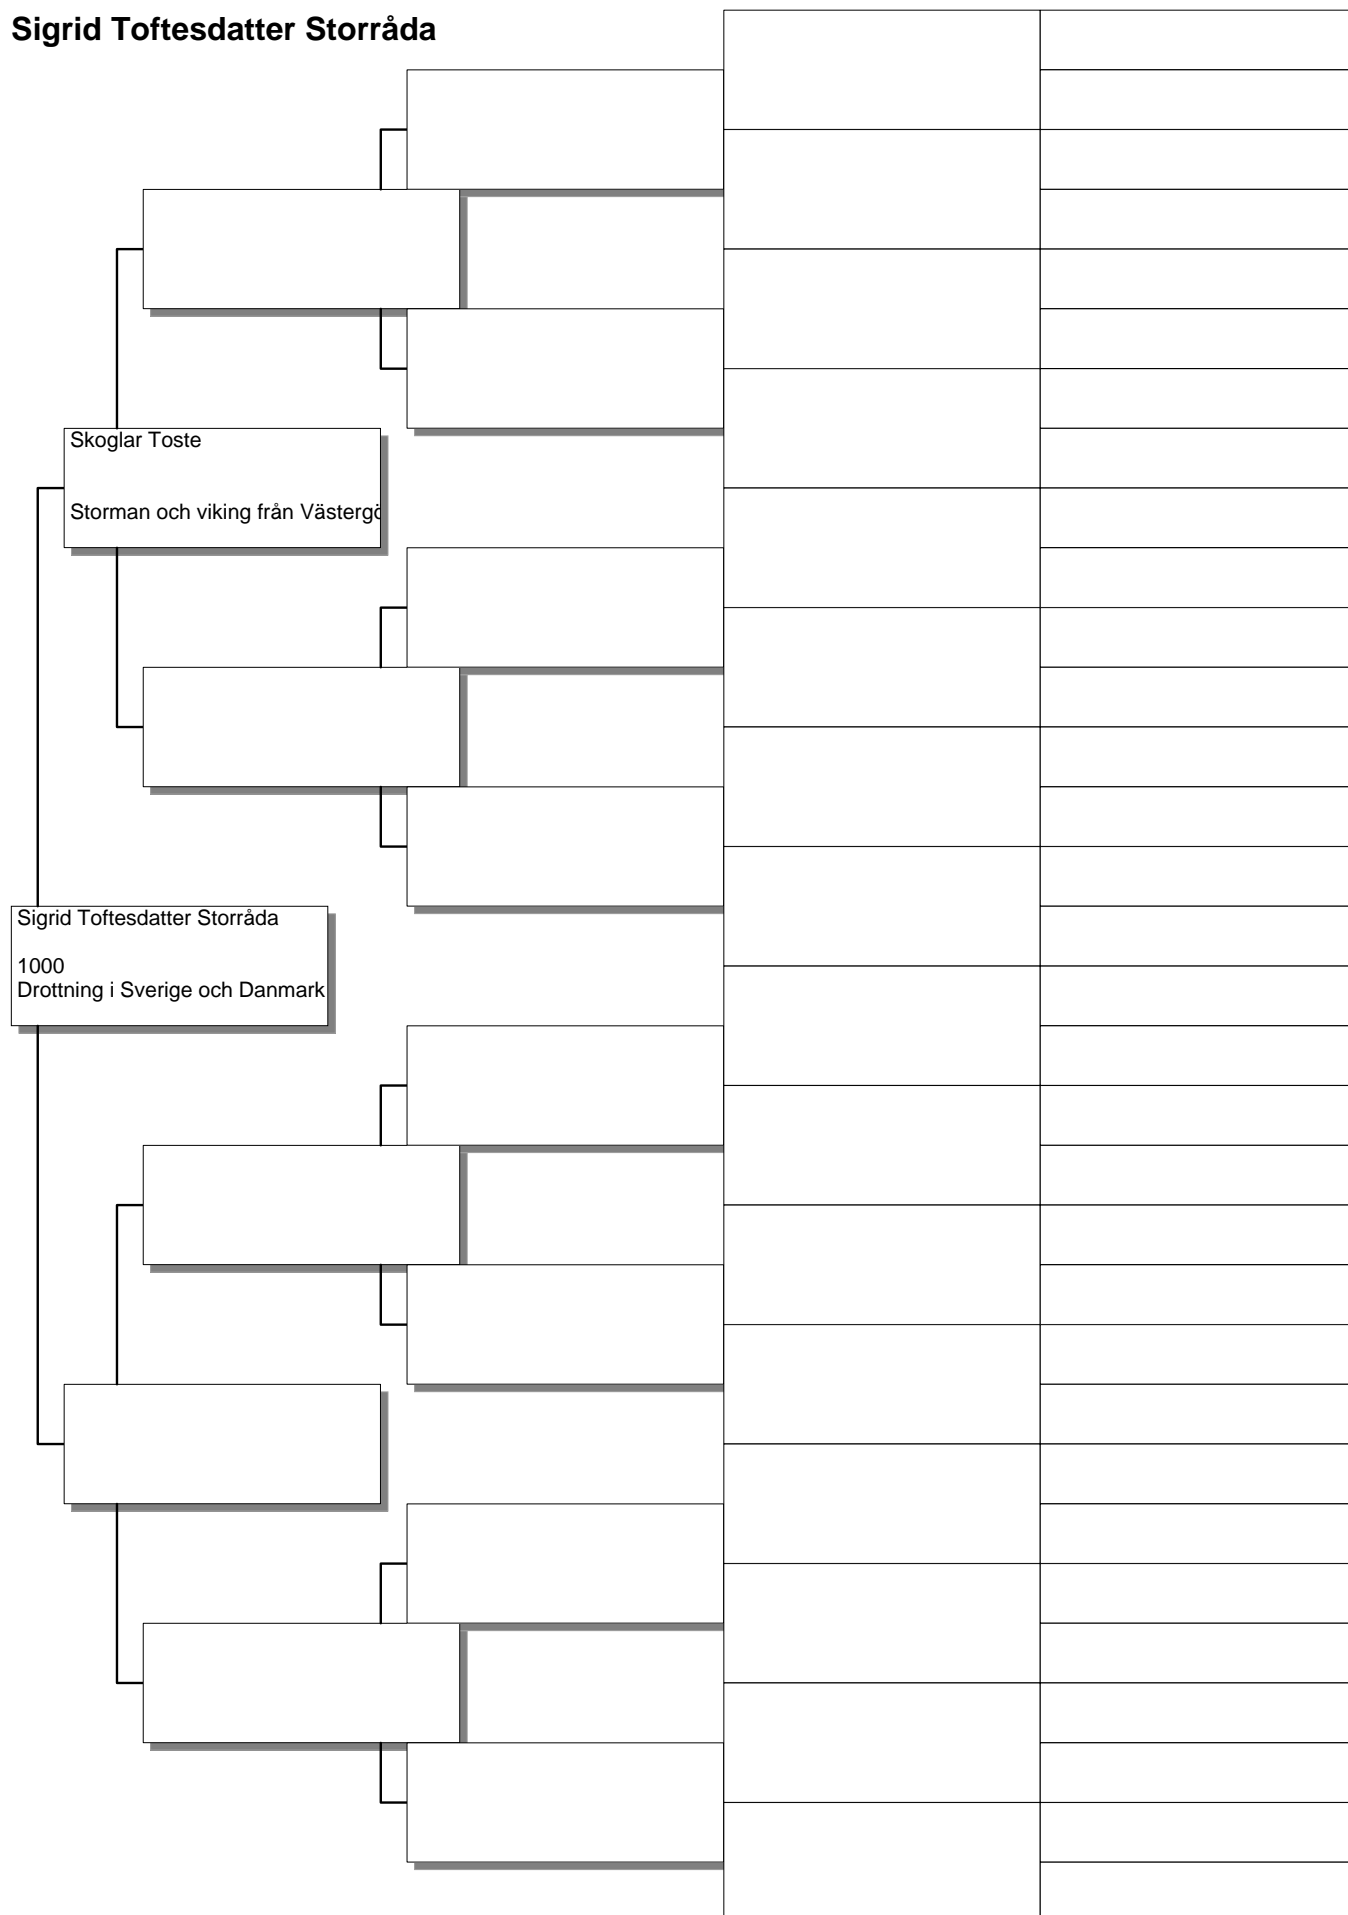 Sigrid Toftesdatter Storråda
Skoglar Toste
Storman och viking från Västergö
Sigrid Toftesdatter Storråda
1000
Drottning i Sverige och Danmark